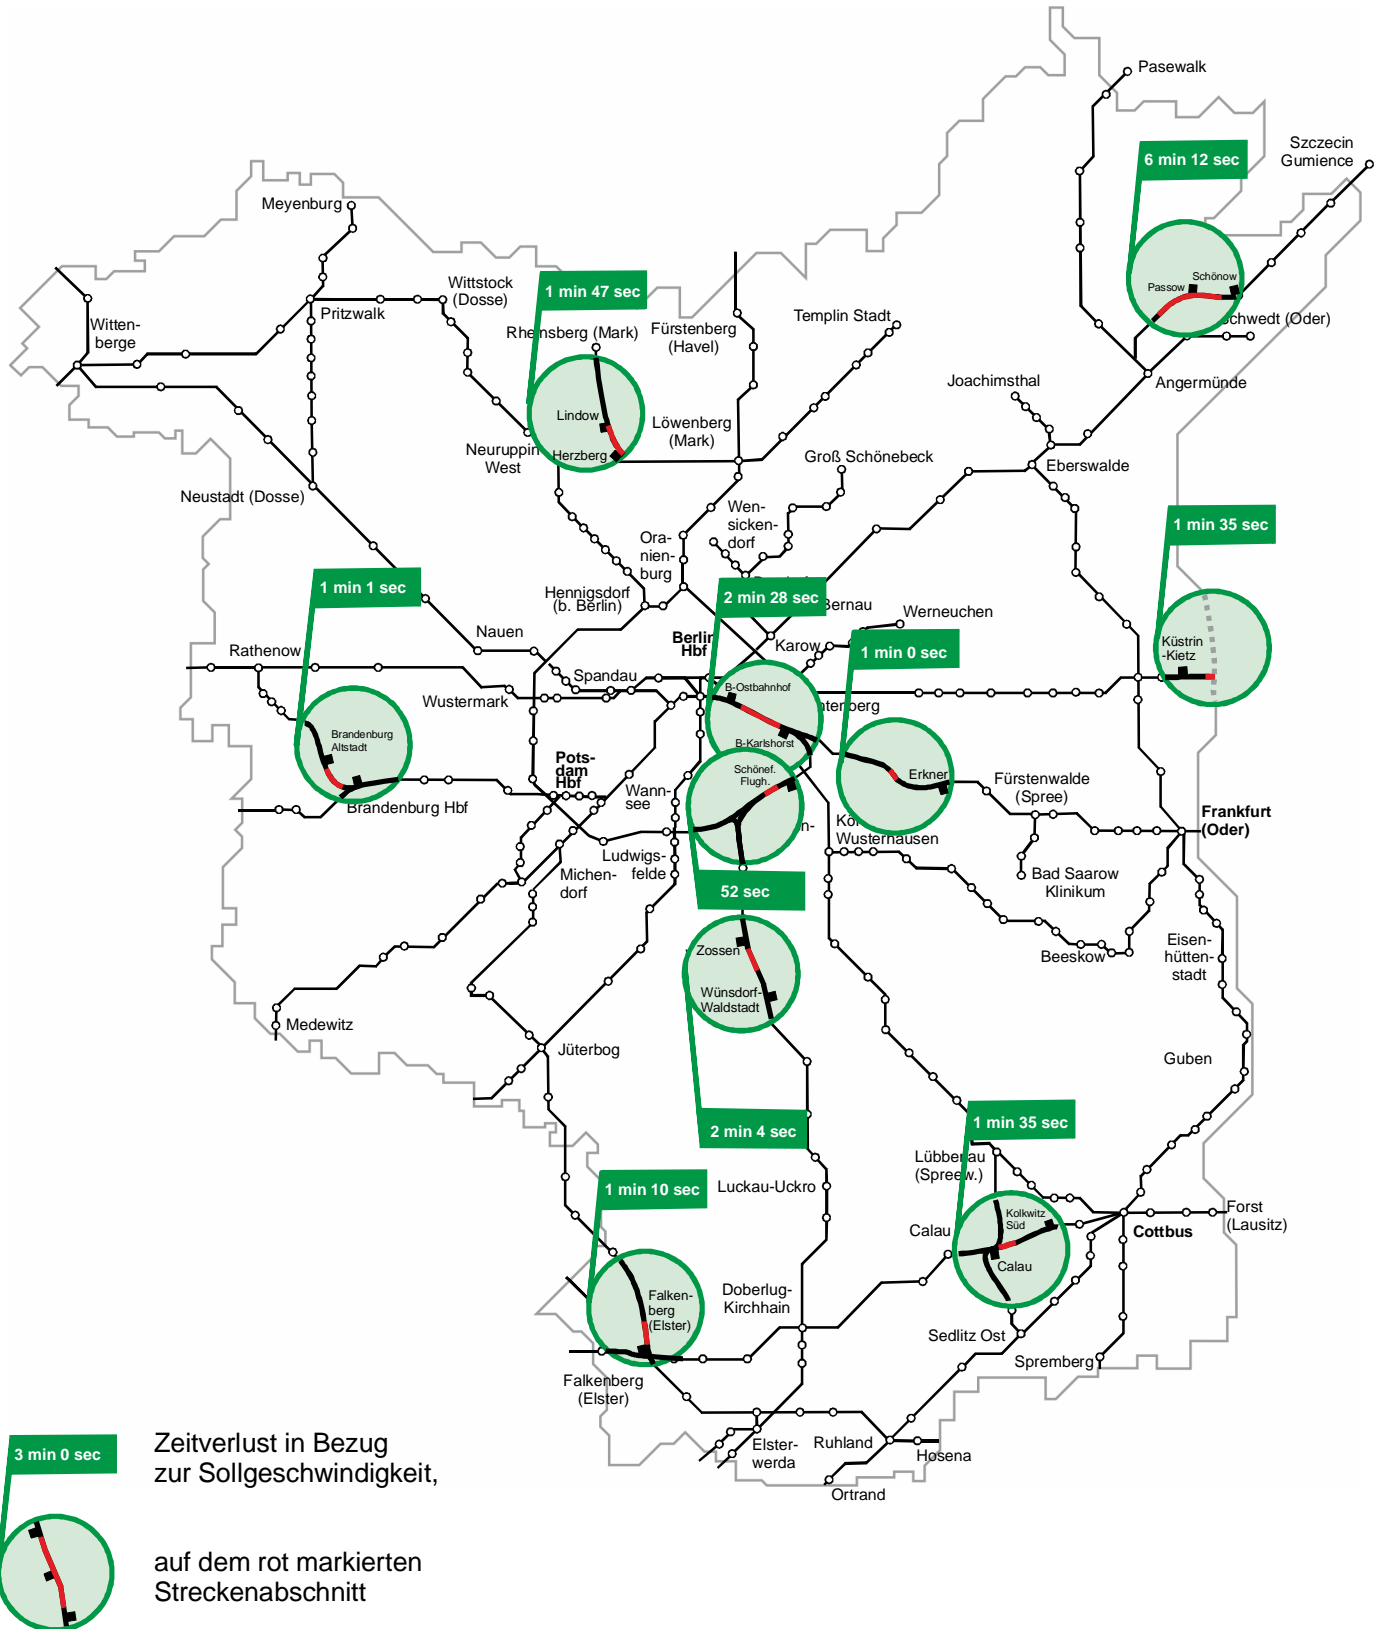 Pasewalk
Szczecin
Gumience
6 min 12 sec
Meyenburg
Schönow
Passow
Wittstock
(Dosse)
1 min 47 sec
Pritzwalk
Witten-
berge
Rheinsberg (Mark)
Fürstenberg
(Havel)
Templin Stadt
Schwedt (Oder)
Joachimsthal
Angermünde
Lindow
Löwenberg
(Mark)
Neuruppin
West
Herzberg
Groß Schönebeck
Eberswalde
Neustadt (Dosse)
Wen-
sicken-
dorf
1 min 35 sec
Ora-
nien-
burg
1 min 1 sec
Hennigsdorf
(b. Berlin)
2 min 28 sec
Bernau
Werneuchen
Nauen
Berlin
Hbf
Karow
1 min 0 sec
Küstrin
-Kietz
Rathenow
Spandau
Wustermark
B-Ostbahnhof
tenberg
B-Karlshorst
Brandenburg
Altstadt
Pots-
dam
Hbf
Schönef.
Flugh.
Erkner
Fürstenwalde
(Spree)
Wann-
see
Brandenburg Hbf
Frankfurt
(Oder)
n-
Kö
Wusterhausen
Ludwigs-
felde
Michen-
dorf
Bad Saarow
Klinikum
52 sec
Zossen
Beeskow
Eisen-
hütten-
stadt
Wünsdorf-
Waldstadt
Medewitz
Jüterbog
Guben
2 min 4 sec
1 min 35 sec
Lübbenau
(Spreew.)
1 min 10 sec
Luckau-Uckro
Kolkwitz
Süd
Calau
Calau
Cottbus
Forst
(Lausitz)
Falken-
berg
(Elster)
Doberlug-
Kirchhain
Sedlitz Ost
Spremberg
Falkenberg
(Elster)
Elster-
werda
Ruhland
Hosena
Ortrand
3 min 0 sec
Zeitverlust in Bezug
zur Sollgeschwindigkeit,
auf dem rot markierten
Streckenabschnitt